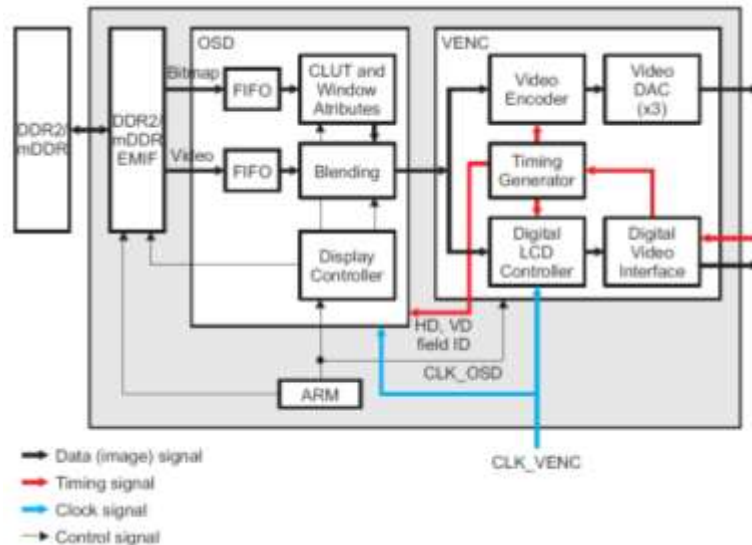 OSD
VENC
Bitmap
FIFO
CLUT and
Window
Atributes
Video
Encoder
Video
DAC
(x3)
DDR2/
mDDR
DDR2/
mDDR
EMIF
Video
FIFO
Blending
Timing
Generator
Display
Controller
Digital
LCD
Controller
Digital
Video
Interface
HD, VD
field ID
CLK_OSD
ARM
CLK_VENC
Data (image) signal
Timing signal
Clock signal
Control signal